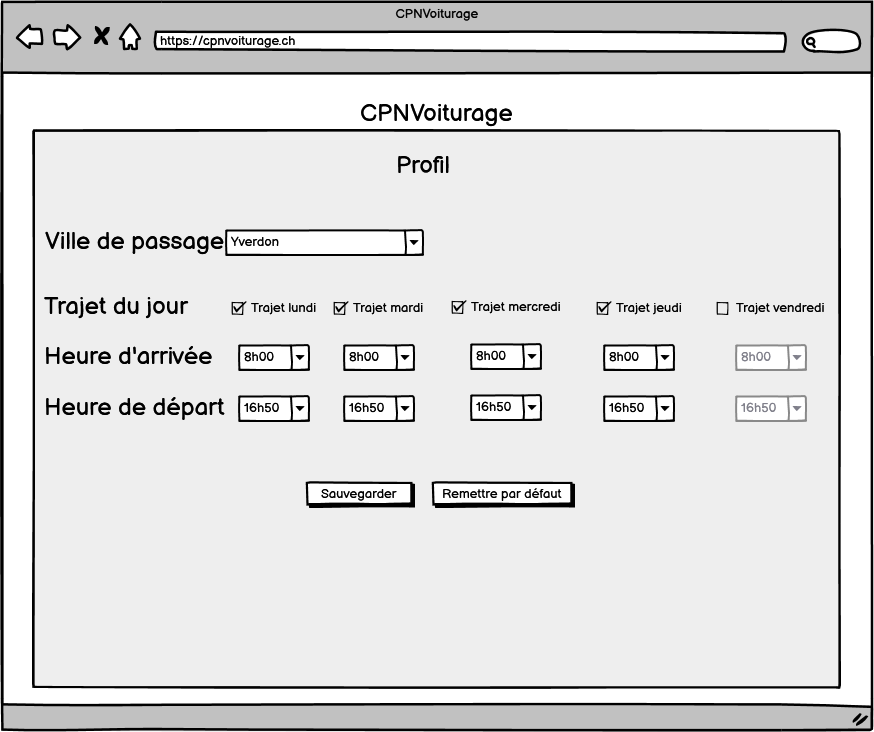 CPNVoiturage
https://cpnvoiturage.ch
CPNVoiturage
Profil
Ville de passage Yverdon
Trajet du jour Trajet lundi Trajet mardi Trajet mercredi Trajet jeudi Trajet vendredi
Heure d'arrivée 8h00 8h00 8h00 8h00 8h00
Heure de départ 16h50 16h50 16h50 16h50 16h50
Sauvegarder Remettre par défaut